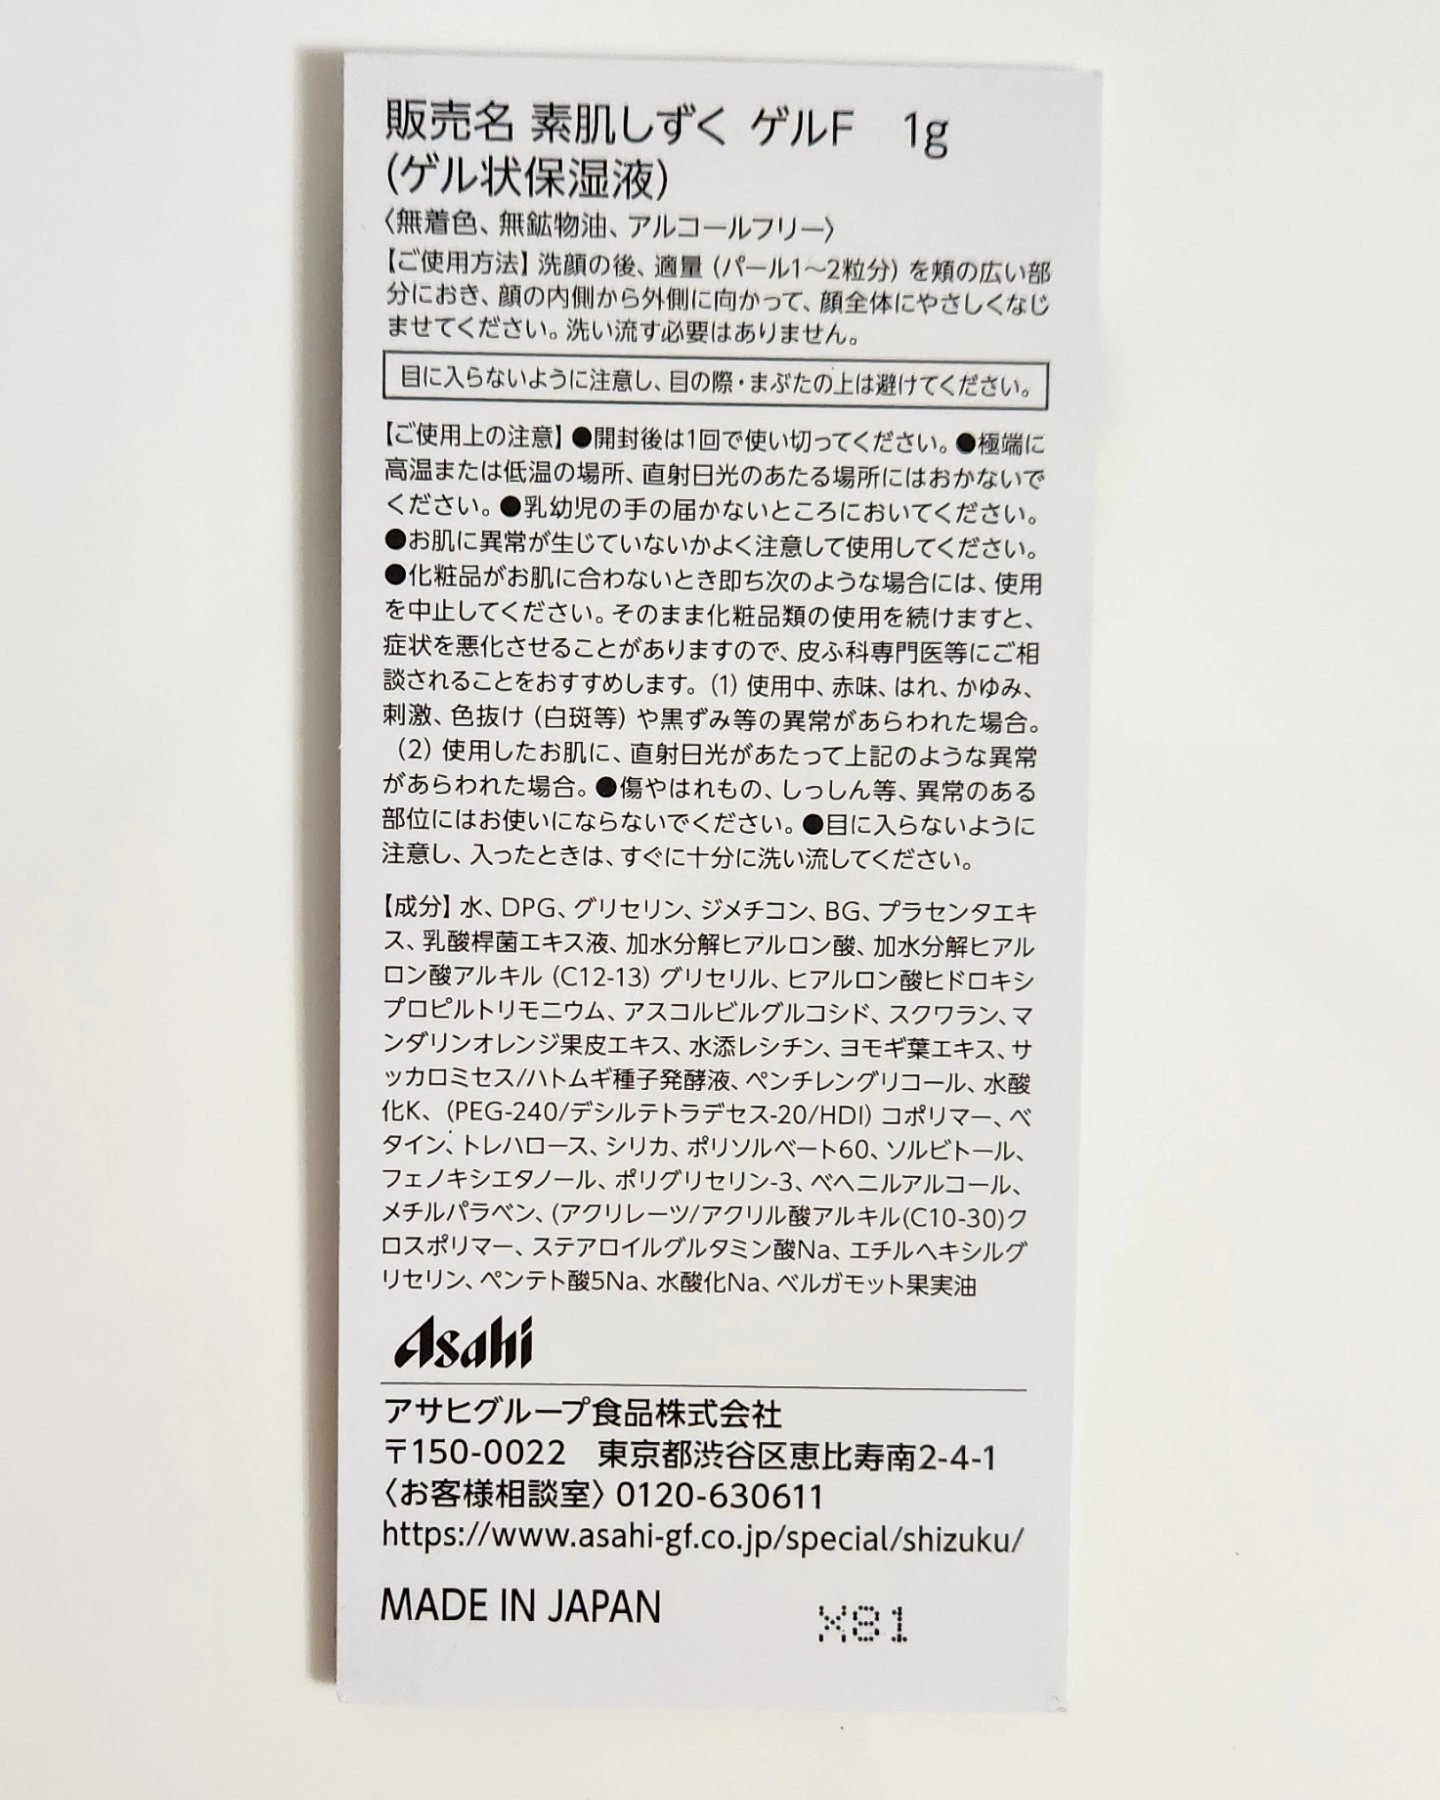 販売名 素肌しずく ゲルF　1g
(ゲル状保湿液)
〈無着色、無鉱物油、アルコールフリー〉
【ご使用方法】洗顔の後、適量（パール1～2粒分）を頬の広い部
分におき、顔の内側から外側に向かって、顔全体にやさしくなじ
ませてください。洗い流す必要はありません。
目に入らないように注意し、目の際・まぶたの上は避けてください。
【ご使用上の注意】●開封後は1回で使い切ってください。●極端に
高温または低温の場所、直射日光のあたる場所にはおかないで
ください。●乳幼児の手の届かないところにおいてください。
●お肌に異常が生じていないかよく注意して使用してください。
●化粧品がお肌に合わないとき即ち次のような場合には、使用
を中止してください。そのまま化粧品類の使用を続けますと、
症状を悪化させることがありますので、皮ふ科専門医等にご相
談されることをおすすめします。（1）使用中、赤味、はれ、かゆみ、
刺激、色抜け（白斑等）や黒ずみ等の異常があらわれた場合。
（2）使用したお肌に、直射日光があたって上記のような異常
があらわれた場合。●傷やはれもの、しっしん等、異常のある
部位にはお使いにならないでください。●目に入らないように
注意し、入ったときは、すぐに十分に洗い流してください。
【成分】水、DPG、グリセリン、ジメチコン、BG、プラセンタエキ
ス、乳酸桿菌エキス液、加水分解ヒアルロン酸、加水分解ヒアル
ロン酸アルキル（C12-13）グリセリル、ヒアルロン酸ヒドロキシ
プロピルトリモニウム、アスコルビルグルコシド、スクワラン、マ
ンダリンオレンジ果皮エキス、水添レシチン、ヨモギ葉エキス、サ
ッカロミセス/ハトムギ種子発酵液、ペンチレングリコール、水酸
化K、（PEG-240/デシルテトラデセス-20/HDI）コポリマー、ベ
タイン、トレハロース、シリカ、ポリソルベート60、ソルビトール、
フェノキシエタノール、ポリグリセリン-3、ベヘニルアルコール、
メチルパラベン、(アクリレーツ/アクリル酸アルキル(C10-30)ク
ロスポリマー、ステアロイルグルタミン酸Na、エチルヘキシルグ
リセリン、ペンテト酸5Na、水酸化Na、ベルガモット果実油
Asahi
アサヒグループ食品株式会社
〒150-0022　東京都渋谷区恵比寿南2-4-1
〈お客様相談室〉0120-630611
https://www.asahi-gf.co.jp/special/shizuku/
MADE IN JAPAN
X81